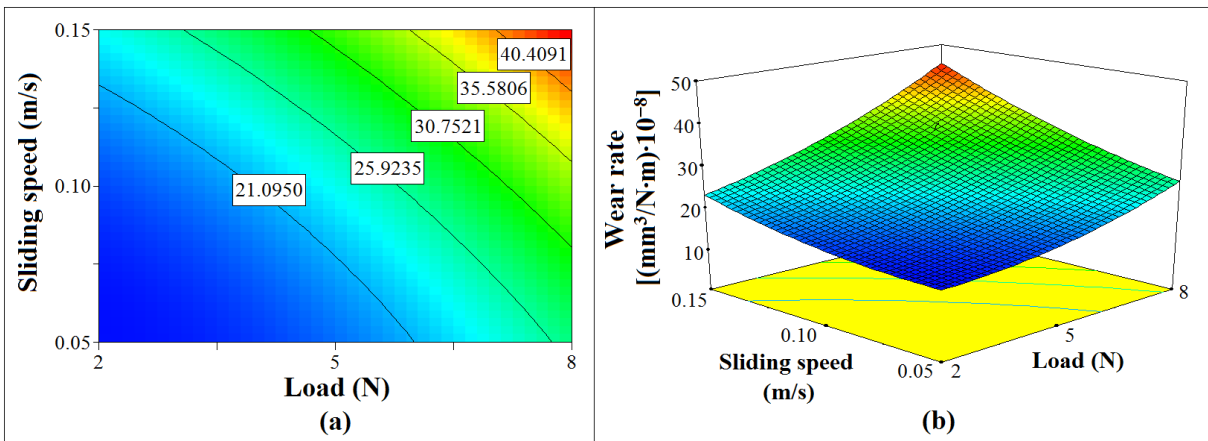 Sliding speed (m/s)
0.15
0.10
0.05
40.4091
35.5806
30.7521
25.9235
21.0950
2
5
8
Load (N)
(a)
Wear rate
[(mm³/N·m)·10⁻⁸]
50
40
30
20
10
0.15
0.10
0.05
2
5
8
Sliding speed
(m/s)
Load (N)
(b)